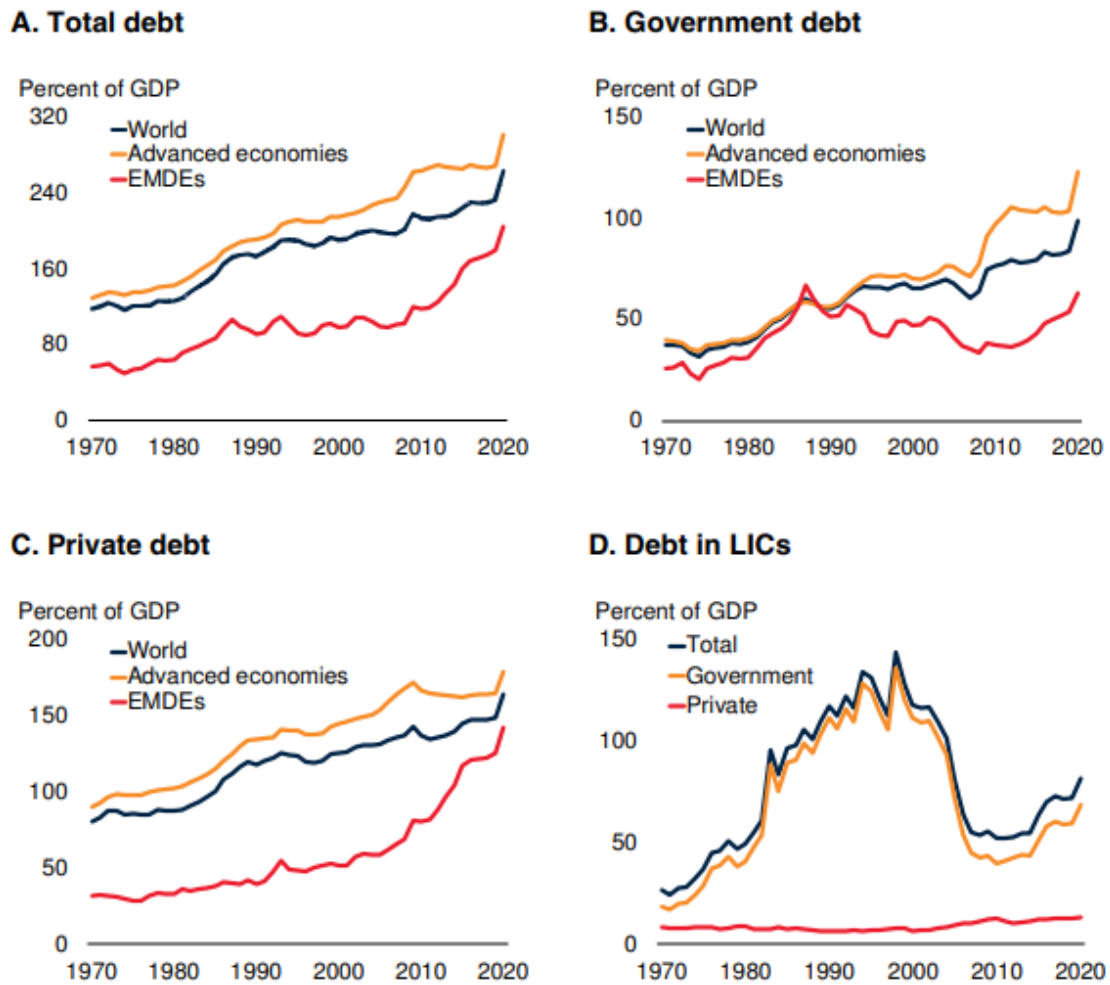 A. Total debt
Percent of GDP
320
World
Advanced economies
EMDEs
240
160
80
0
1970 1980 1990 2000 2010 2020
B. Government debt
Percent of GDP
150
World
Advanced economies
EMDEs
100
50
0
1970 1980 1990 2000 2010 2020
C. Private debt
Percent of GDP
200
World
Advanced economies
EMDEs
150
100
50
0
1970 1980 1990 2000 2010 2020
D. Debt in LICs
Percent of GDP
150
Total
Government
Private
100
50
0
1970 1980 1990 2000 2010 2020